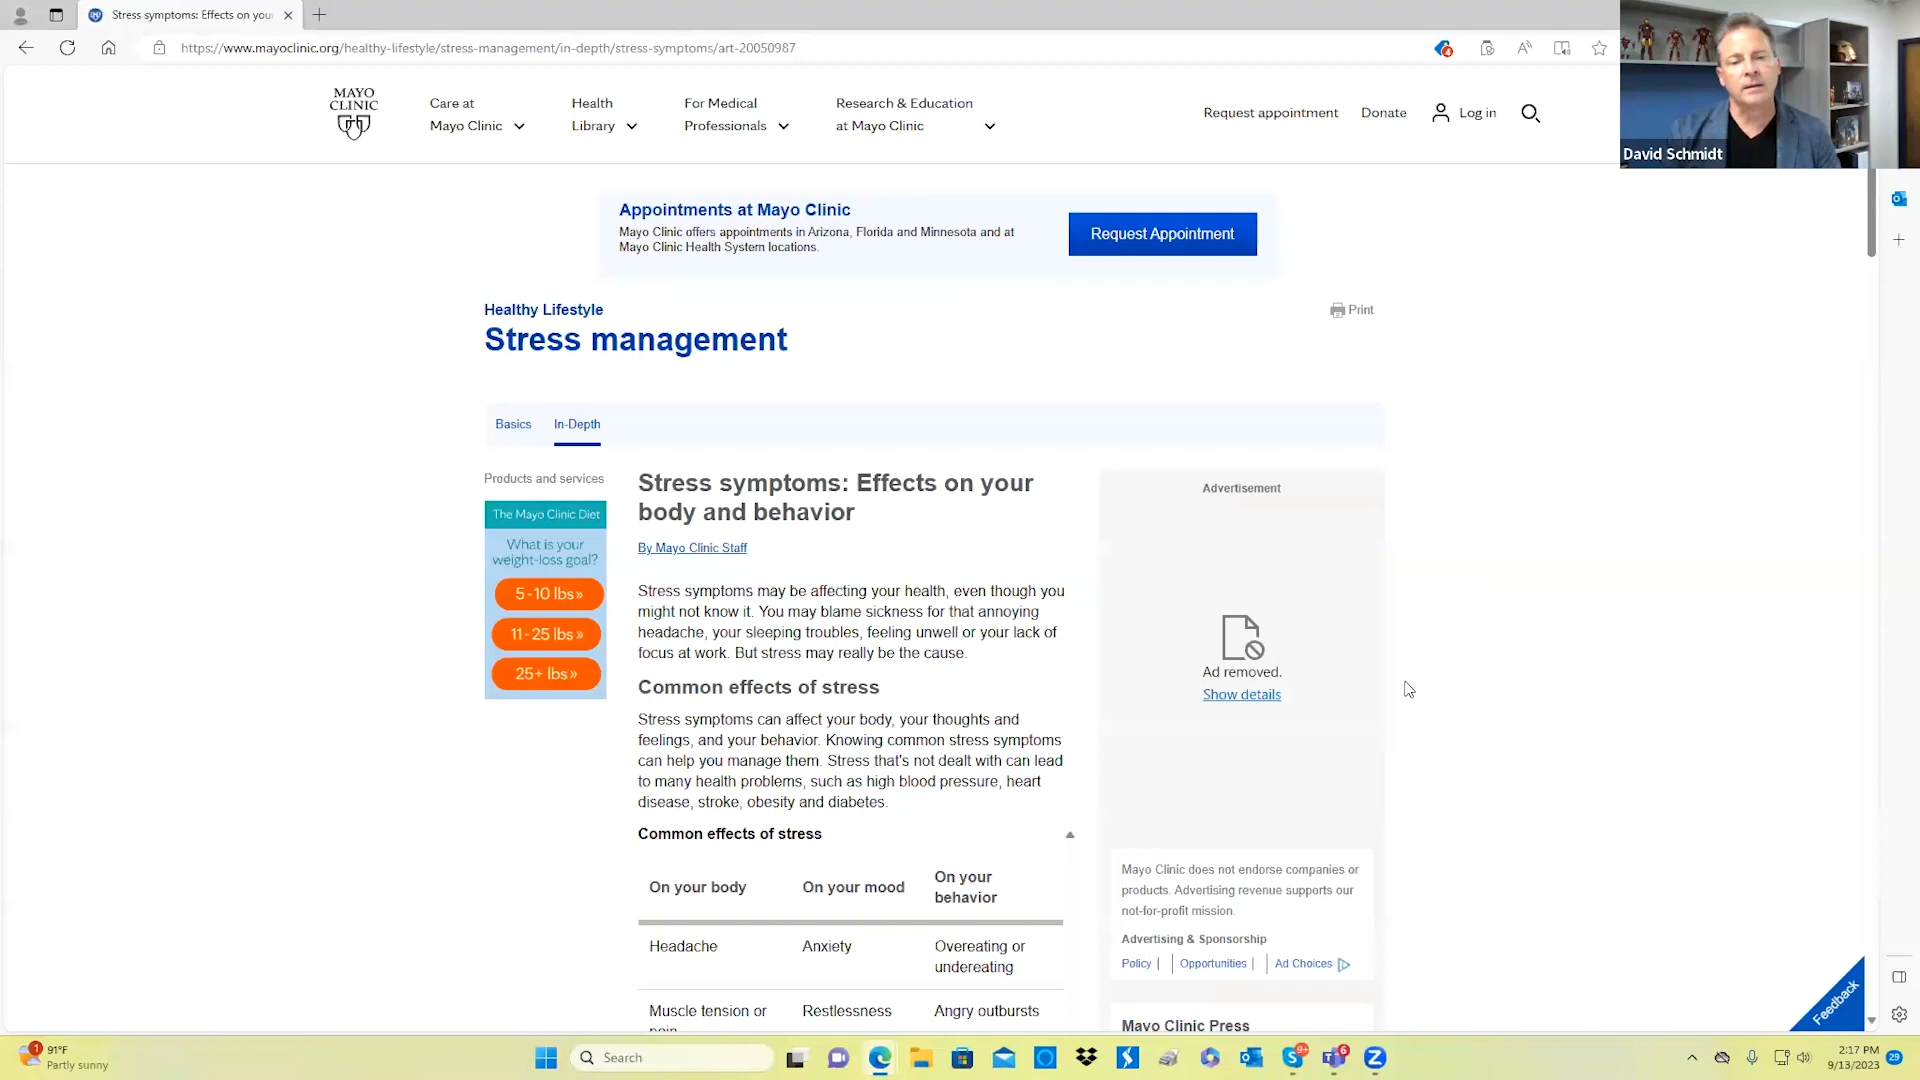 Stress symptoms: Effects on you
https://www.mayoclinic.org/healthy-lifestyle/stress-management/in-depth/stress-symptoms/art-20050987
4
David Schmidt
MAYO
CLINIC
Care at
Mayo Clinic
Health
Library
For Medical
Professionals
Research & Education
at Mayo Clinic
Request appointment
Donate
Log in
Appointments at Mayo Clinic
Mayo Clinic offers appointments in Arizona, Florida and Minnesota and at
Mayo Clinic Health System locations.
Request Appointment
Healthy Lifestyle
Print
Stress management
Basics
In-Depth
Products and services
The Mayo Clinic Diet
What is your
weight-loss goal?
5-10 lbs»
11-25 lbs»
25+ lbs»
Stress symptoms: Effects on your
body and behavior
By Mayo Clinic Staff
Stress symptoms may be affecting your health, even though you
might not know it. You may blame sickness for that annoying
headache, your sleeping troubles, feeling unwell or your lack of
focus at work. But stress may really be the cause.
Common effects of stress
Stress symptoms can affect your body, your thoughts and
feelings, and your behavior. Knowing common stress symptoms
can help you manage them. Stress that's not dealt with can lead
to many health problems, such as high blood pressure, heart
disease, stroke, obesity and diabetes.
Common effects of stress
On your body
On your mood
On your
behavior
Headache
Anxiety
Overeating or
undereating
Muscle tension or
pain
Restlessness
Angry outbursts
Advertisement
Ad removed.
Show details
Mayo Clinic does not endorse companies or
products. Advertising revenue supports our
not-for-profit mission.
Advertising & Sponsorship
Policy |
Opportunities |
Ad Choices
Mayo Clinic Press
Feedback
1
91°F
Partly sunny
Search
9+
6
2:17 PM
9/13/2023
29